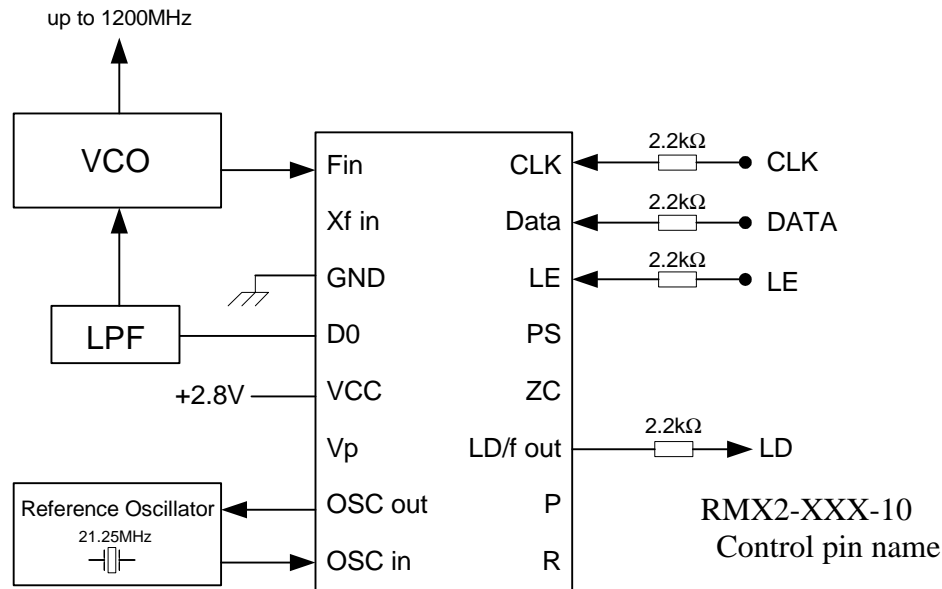 up to 1200MHz
VCO
LPF
+2.8V
Reference Oscillator
21.25MHz
Fin
Xf in
GND
D0
VCC
Vp
OSC out
OSC in
CLK
Data
LE
PS
ZC
LD/f out
P
R
2.2kΩ
CLK
2.2kΩ
DATA
2.2kΩ
LE
2.2kΩ
LD
RMX2-XXX-10
Control pin name